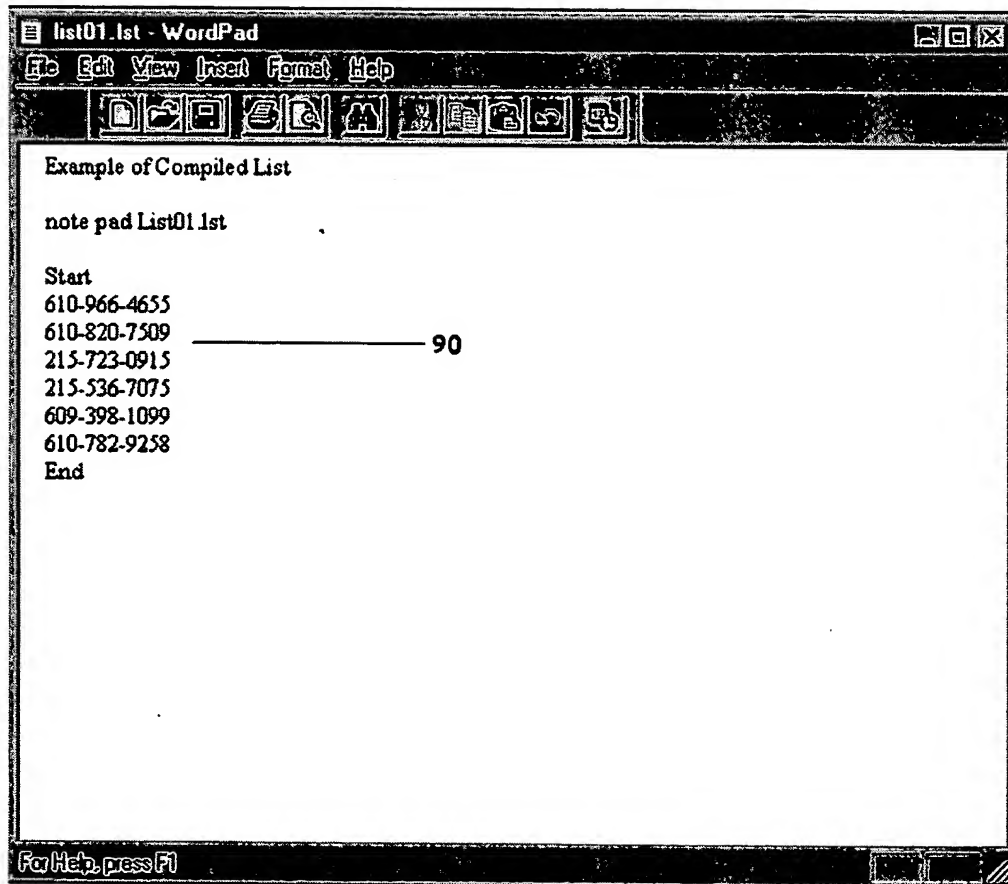 list01.lst - WordPad
File Edit View Insert Format Help
Example of Compiled List
note pad List01.lst
Start
610-966-4655
610-820-7509
90
215-723-0915
215-536-7075
609-398-1099
610-782-9258
End
For Help, press F1